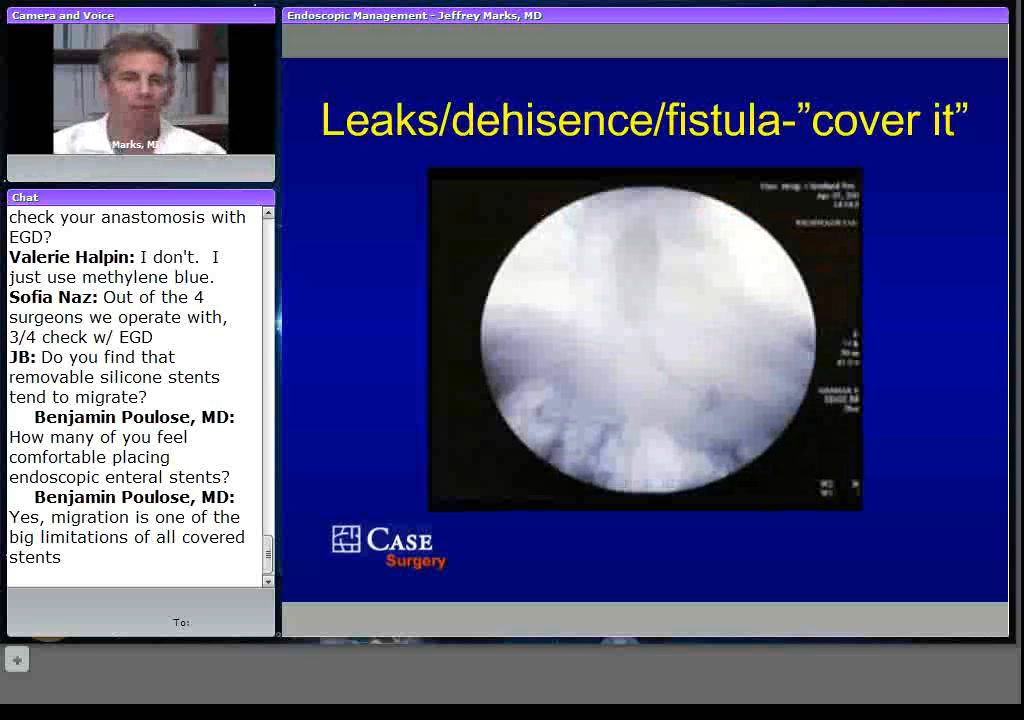 Camera and Voice
Marks, M
Chat
check your anastomosis with
EGD?
Valerie Halpin: I don't. I
just use methylene blue.
Sofia Naz: Out of the 4
surgeons we operate with,
3/4 check w/ EGD
JB: Do you find that
removable silicone stents
tend to migrate?
Benjamin Poulose, MD:
How many of you feel
comfortable placing
endoscopic enteral stents?
Benjamin Poulose, MD:
Yes, migration is one of the
big limitations of all covered
stents
To:
Endoscopic Management - Jeffrey Marks, MD
Leaks/dehisence/fistula-”cover it”
CASE
Surgery